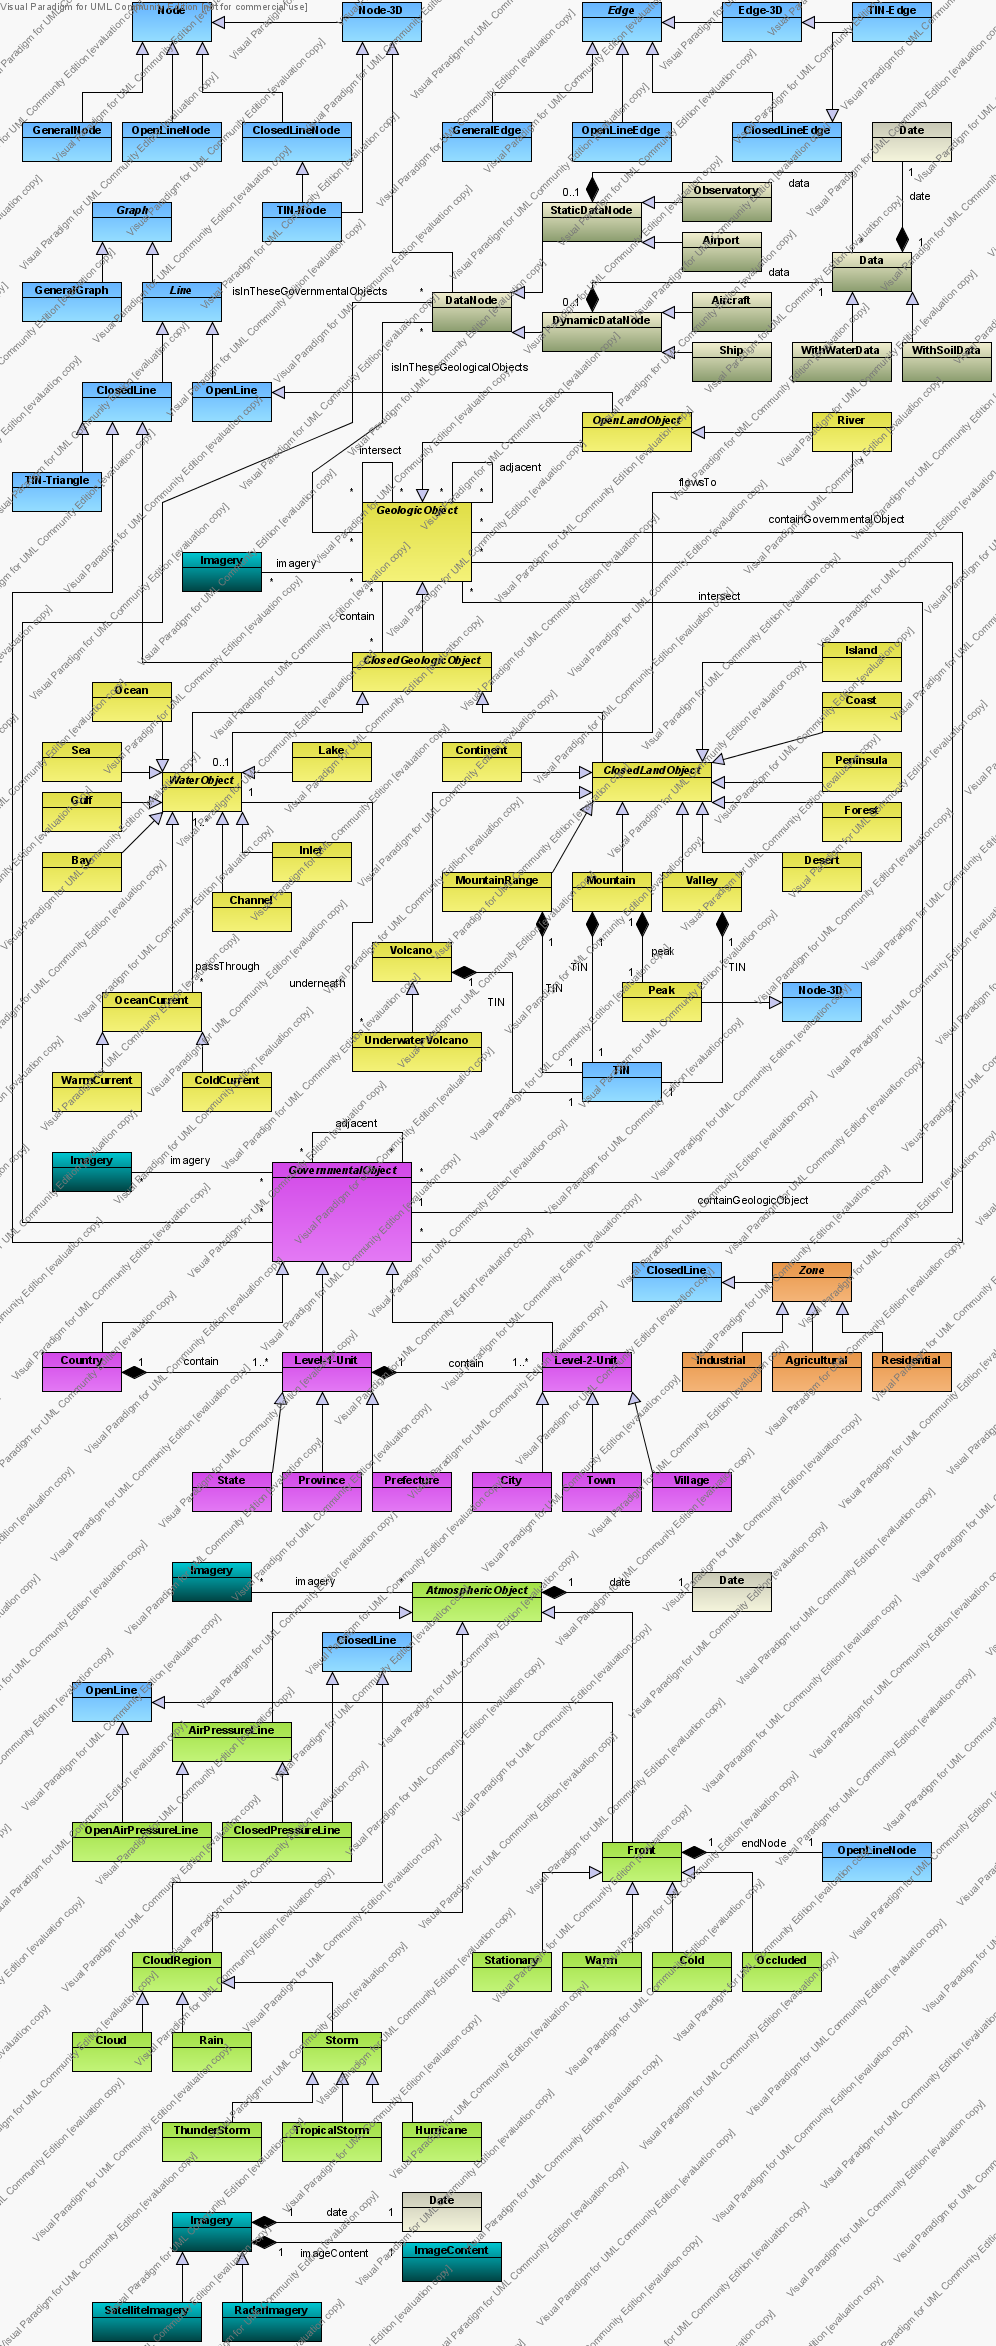 Visual Paradigm for UML Community Edition [not for commercial use]
Node
Node-3D
Edge
Edge-3D
TIN-Edge
GeneralNode
OpenLineNode
ClosedLineNode
GeneralEdge
OpenLineEdge
ClosedLineEdge
Date
1
data
date
0..1
Observatory
Graph
TIN-Node
StaticDataNode
Airport
*
1
Data
data
GeneralGraph
Line
isInTheseGovernmentalObjects
*
DataNode
0..1
Aircraft
1
*
DynamicDataNode
Ship
WithWaterData
WithSoilData
isInTheseGeologicalObjects
ClosedLine
OpenLine
OpenLandObject
River
intersect
adjacent
*
TIN-Triangle
flowsTo
* * * *
GeologicObject
*
containGovernmentalObject
*
*
Imagery
imagery
*
*
*
*
intersect
contain
*
ClosedGeologicObject
Island
Ocean
Coast
Sea
Lake
Continent
0..1
WaterObject
1
ClosedLandObject
Peninsula
Gulf
Forest
1..*
Bay
Inlet
Desert
Channel
MountainRange
Mountain
Valley
Volcano
1
1
1
1
passThrough
*
underneath
1
TIN
TIN
TIN
peak
1
TIN
OceanCurrent
Peak
Node-3D
*
UnderwaterVolcano
1
1
TIN
1
1
WarmCurrent
ColdCurrent
adjacent
* *
Imagery
imagery
*
*
GovernmentalObject
*
1
containGeologicObject
*
*
ClosedLine
Zone
Country
1
contain
1..*
Level-1-Unit
1
contain
1..*
Level-2-Unit
Industrial
Agricultural
Residential
State
Province
Prefecture
City
Town
Village
Imagery
*
imagery
*
AtmosphericObject
1
date
1
Date
ClosedLine
OpenLine
AirPressureLine
OpenAirPressureLine
ClosedPressureLine
Front
1
endNode
1
OpenLineNode
CloudRegion
Stationary
Warm
Cold
Occluded
Cloud
Rain
Storm
ThunderStorm
TropicalStorm
Hurricane
Imagery
1
date
1
Date
1
imageContent
1
ImageContent
SatelliteImagery
RadarImagery